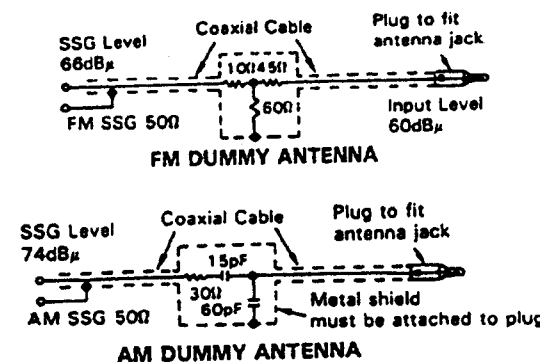 SSG Level
66dBμ
Coaxial Cable
Plug to fit
antenna jack
10Ω 45Ω
60Ω
FM SSG 50Ω
Input Level
60dBμ
FM DUMMY ANTENNA
SSG Level
74dBμ
Coaxial Cable
Plug to fit
antenna jack
15pF
30Ω
60pF
AM SSG 50Ω
Metal shield
must be attached to plug
AM DUMMY ANTENNA